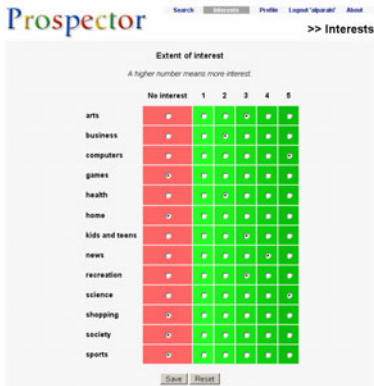 Prospector
Search Interests Profile Logout 'alparakt' About
>> Interests
Extent of interest
A higher number means more interest.
No interest 1 2 3 4 5
arts
business
computers
games
health
home
kids and teens
news
recreation
science
shopping
society
sports
Save Reset